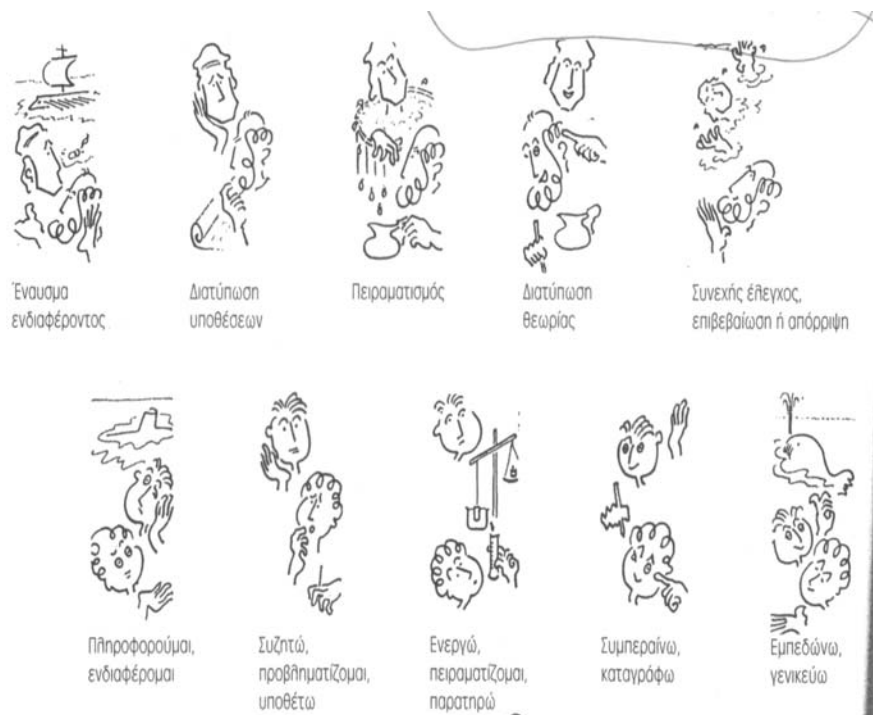 Έναυσμα
ενδιαφέροντος
Διατύπωση
υποθέσεων
Πειραματισμός
Διατύπωση
θεωρίας
Συνεχής έλεγχος,
επιβεβαίωση ή απόρριψη
Πληροφορούμαι,
ενδιαφέρομαι
Συζητώ,
προβληματίζομαι,
υποθέτω
Ενεργώ,
πειραματίζομαι,
παρατηρώ
Συμπεραίνω,
καταγράφω
Εμπεδώνω,
γενικεύω